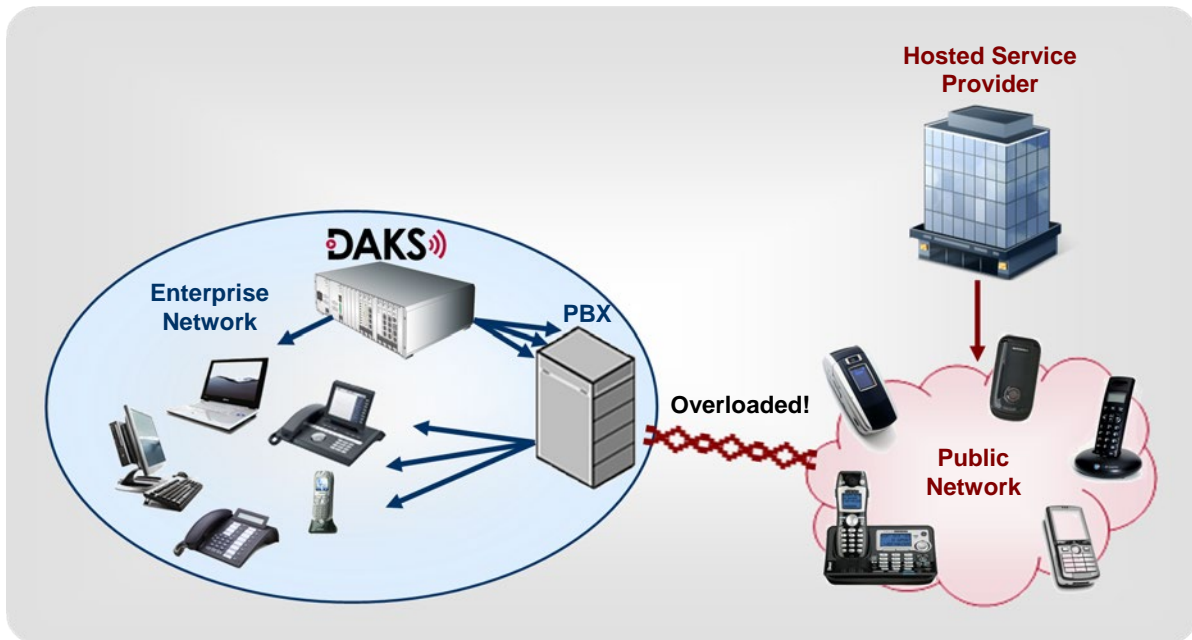 Hosted Service
Provider
DAKS
Enterprise
Network
PBX
Overloaded!
Public
Network